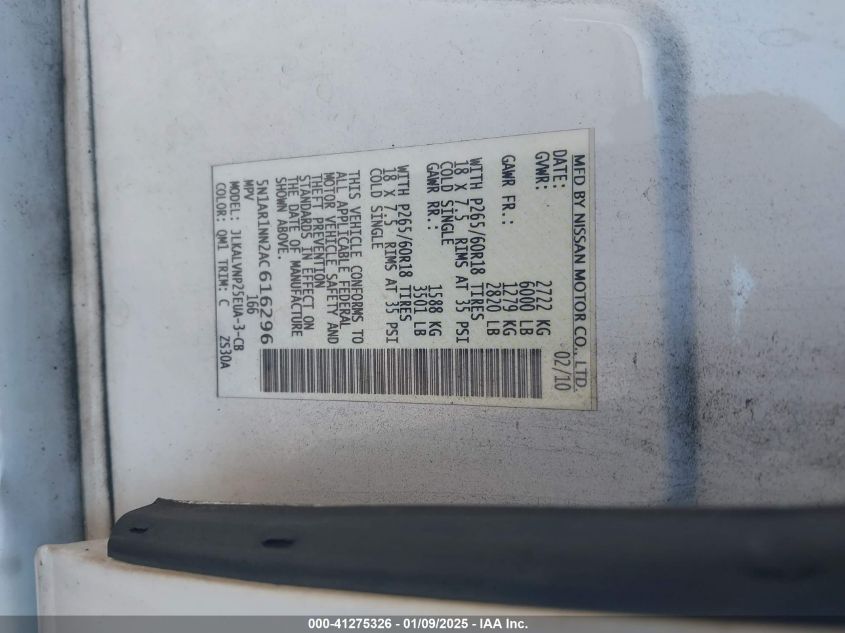 MFD BY NISSAN MOTOR CO., LTD.
DATE: 02/10
GVWR: 2722 KG
6000 LB
GAWR FR.: 1279 KG
2820 LB
WITH P265/60R18 TIRES
18 X 7.5 RIMS AT 35 PSI
COLD SINGLE
GAWR RR.: 1588 KG
3501 LB
WITH P265/60R18 TIRES
18 X 7.5 RIMS AT 35 PSI
COLD SINGLE
THIS VEHICLE CONFORMS TO
ALL APPLICABLE FEDERAL
MOTOR VEHICLE SAFETY AND
THEFT PREVENTION
STANDARDS IN EFFECT ON
THE DATE OF MANUFACTURE
SHOWN ABOVE.
5N1AR1NN2AC616296
MPV 166
MODEL: JLKALVNP25EUA-3-CB
COLOR: QM1 TRIM: C ZS30A
000-41275326 | 01/09/2025 - IAA Inc.